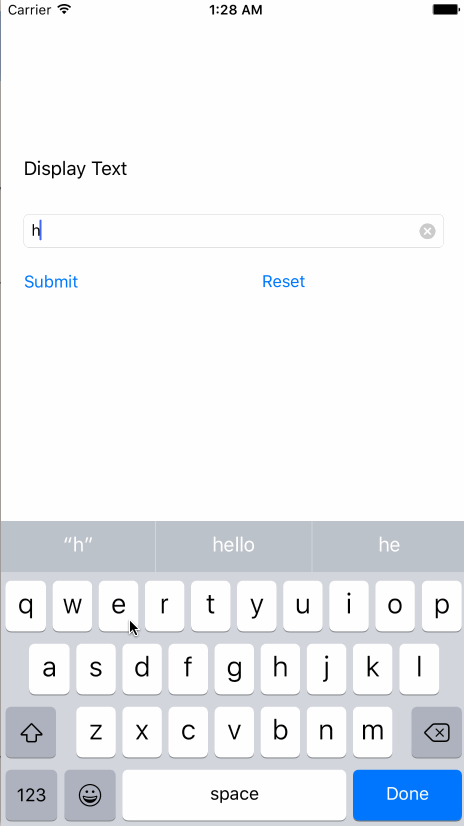 Carrier 1:28 AM
Display Text
h
Submit Reset
“h” hello he
q w e r t y u i o p
a s d f g h j k l
z x c v b n m
123 space Done